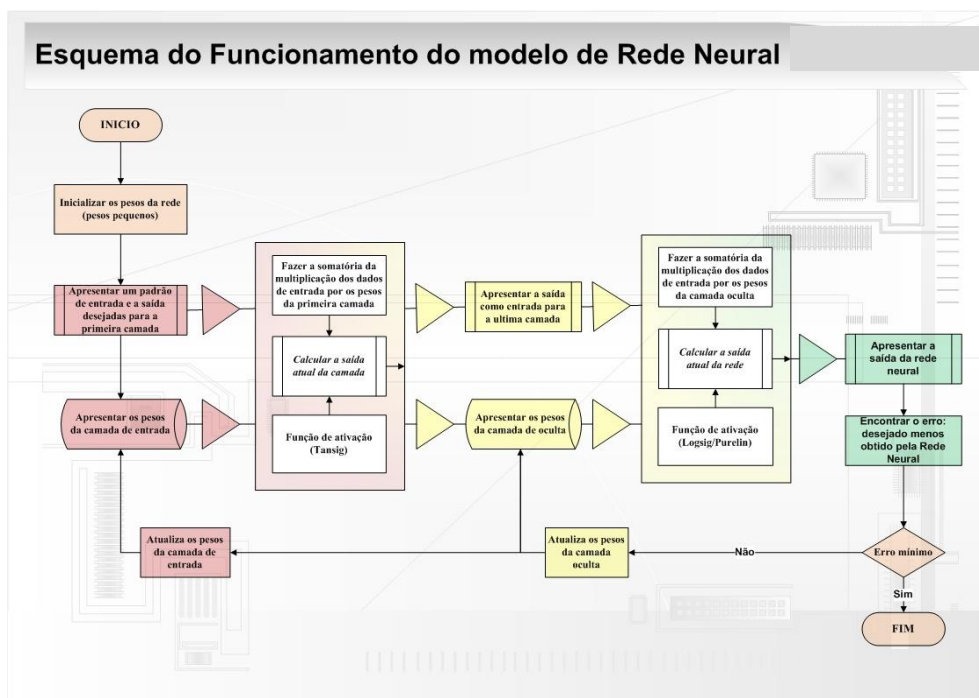 Esquema do Funcionamento do modelo de Rede Neural
INICIO
Inicializar os pesos da rede
(pesos pequenos)
Apresentar um padrão
de entrada e a saída
desejadas para a
primeira camada
Fazer a somatória da
multiplicação dos dados
de entrada por os pesos
da primeira camada
Apresentar a saída
como entrada para
a ultima camada
Fazer a somatória da
multiplicação dos dados
de entrada por os pesos
da camada oculta
Calcular a saída
atual da camada
Calcular a saída
atual da rede
Apresentar a
saída da rede
neural
Apresentar os pesos
da camada de entrada
Função de ativação
(Tansig)
Apresentar os pesos
da camada de oculta
Função de ativação
(Logsig/Purelin)
Encontrar o erro:
desejado menos
obtido pela Rede
Neural
Atualiza os pesos
da camada de
entrada
Atualiza os pesos
da camada
oculta
Não
Erro mínimo
Sim
FIM